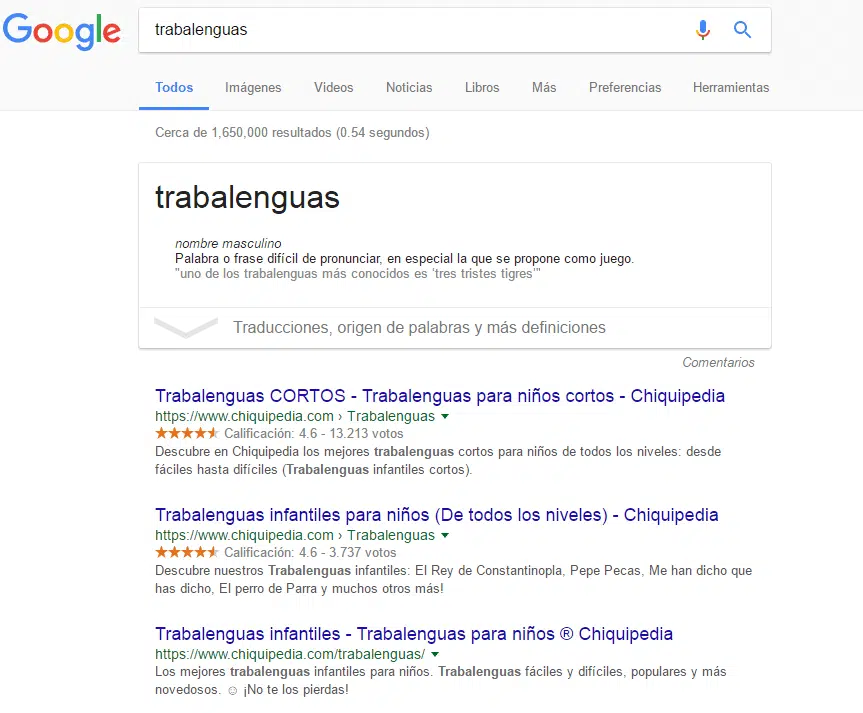 Google
trabalenguas
Todos Imágenes Videos Noticias Libros Más Preferencias Herramientas
Cerca de 1,650,000 resultados (0.54 segundos)
trabalenguas
nombre masculino
Palabra o frase difícil de pronunciar, en especial la que se propone como juego.
"uno de los trabalenguas más conocidos es ‘tres tristes tigres’"
Traducciones, origen de palabras y más definiciones
Comentarios
Trabalenguas CORTOS - Trabalenguas para niños cortos - Chiquipedia
https://www.chiquipedia.com › Trabalenguas
Calificación: 4.6 - 13.213 votos
Descubre en Chiquipedia los mejores trabalenguas cortos para niños de todos los niveles: desde
fáciles hasta difíciles (Trabalenguas infantiles cortos).
Trabalenguas infantiles para niños (De todos los niveles) - Chiquipedia
https://www.chiquipedia.com › Trabalenguas
Calificación: 4.6 - 3.737 votos
Descubre nuestros Trabalenguas infantiles: El Rey de Constantinopla, Pepe Pecas, Me han dicho que
has dicho, El perro de Parra y muchos otros más!
Trabalenguas infantiles - Trabalenguas para niños ® Chiquipedia
https://www.chiquipedia.com/trabalenguas/
Los mejores trabalenguas infantiles para niños. Trabalenguas fáciles y difíciles, populares y más
novedosos. ☺ ¡No te los pierdas!